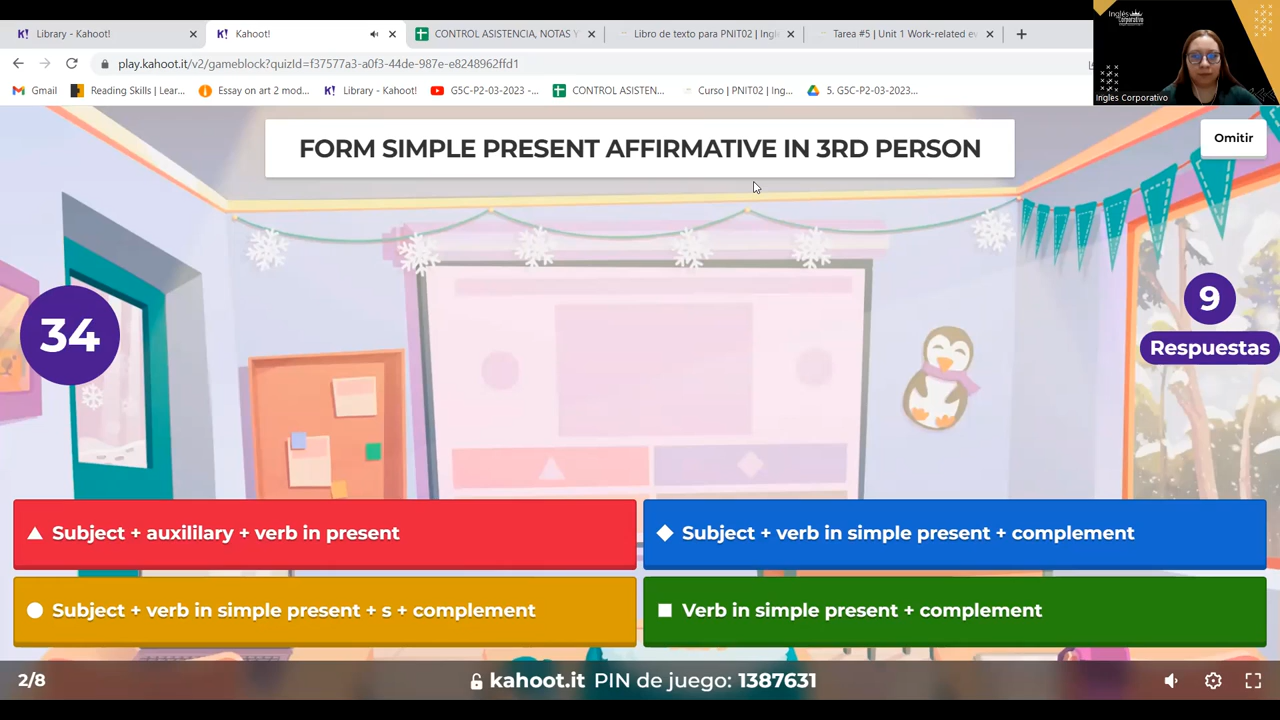 Library - Kahoot!
Kahoot!
CONTROL ASISTENCIA, NOTAS Y
Libro de texto para PNIT02 | Ingl
Tarea #5 | Unit 1 Work-related ev
play.kahoot.it/v2/gameblock?quizId=f37577a3-a0f3-44de-987e-e8248962ffd1
Gmail
Reading Skills | Lear...
Essay on art 2 mod...
Library - Kahoot!
G5C-P2-03-2023 -...
CONTROL ASISTEN...
Curso | PNIT02 | Ing...
5. G5C-P2-03-2023...
Inglés
Corporativo
Ingles Corporativo
FORM SIMPLE PRESENT AFFIRMATIVE IN 3RD PERSON
Omitir
34
9
Respuestas
Subject + auxililary + verb in present
Subject + verb in simple present + complement
Subject + verb in simple present + s + complement
Verb in simple present + complement
2/8
kahoot.it PIN de juego: 1387631